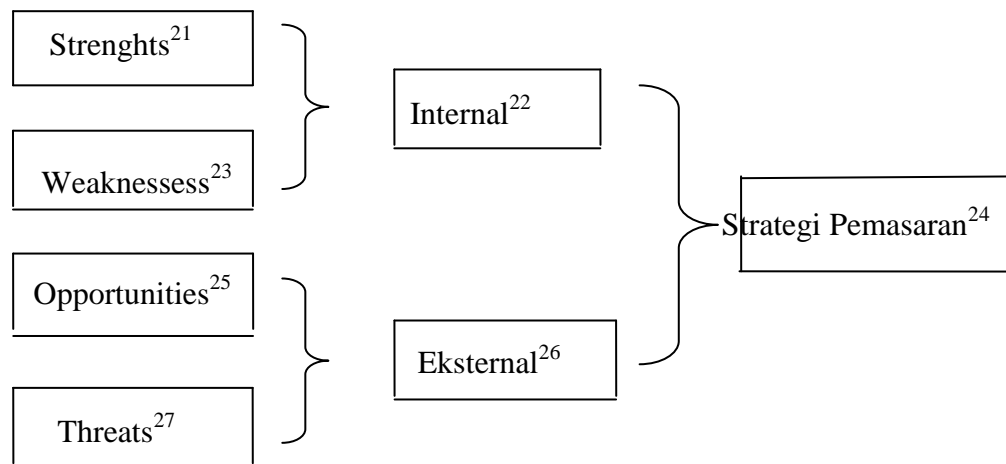 Strenghts²¹
Internal²²
Weaknessess²³
Strategi Pemasaran²⁴
Opportunities²⁵
Eksternal²⁶
Threats²⁷